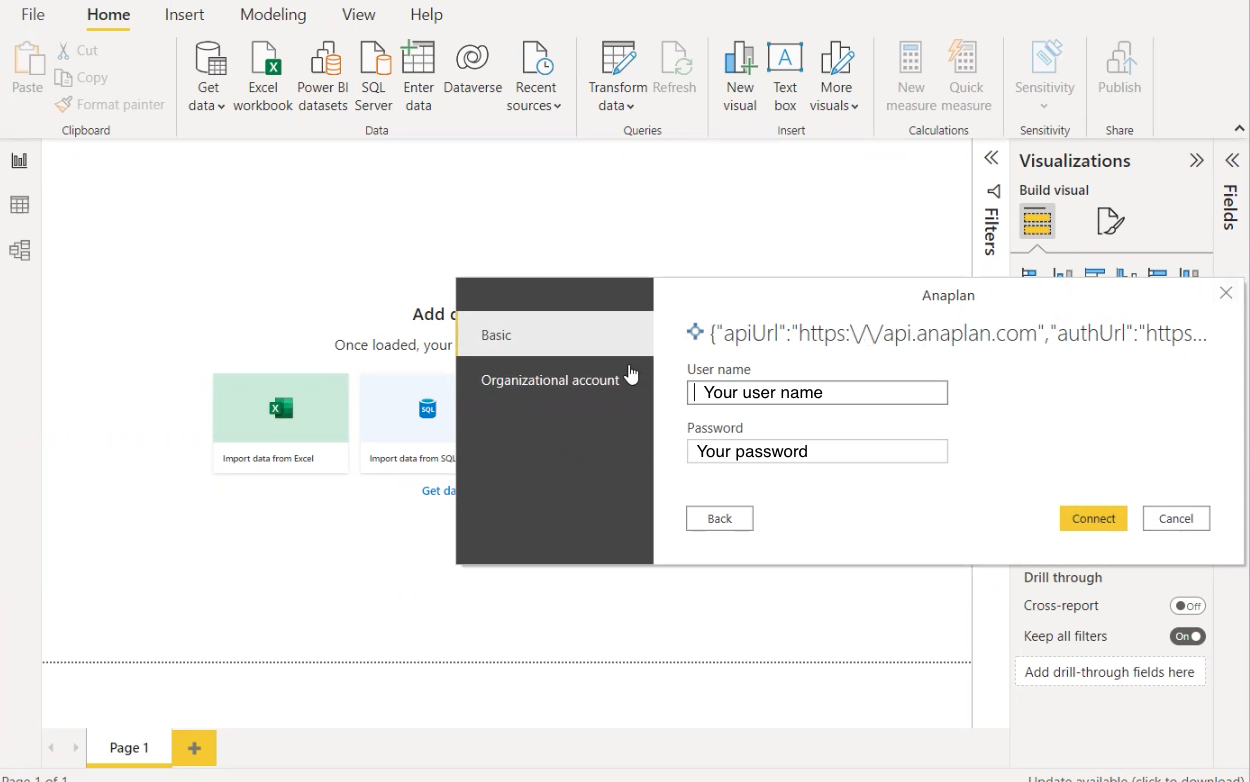 File Home Insert Modeling View Help
Paste
Cut
Copy
Format painter
Clipboard
Get data
Excel workbook
Power BI datasets
SQL Server
Enter data
Dataverse
Recent sources
Data
Transform data
Refresh
Queries
New visual
Text box
More visuals
Insert
New measure
Quick measure
Calculations
Sensitivity
Sensitivity
Publish
Share
Filters
Visualizations
Build visual
Fields
Add d
Once loaded, your
Import data from Excel
SQL
Import data from SQL
Get da
Basic
Organizational account
Anaplan
{"apiUrl":"https:\/\/api.anaplan.com","authUrl":"https...
User name
Your user name
Password
Your password
Back
Connect
Cancel
Drill through
Cross-report
Off
Keep all filters
On
Add drill-through fields here
Page 1
Page 1 of 1
Update available (click to download)